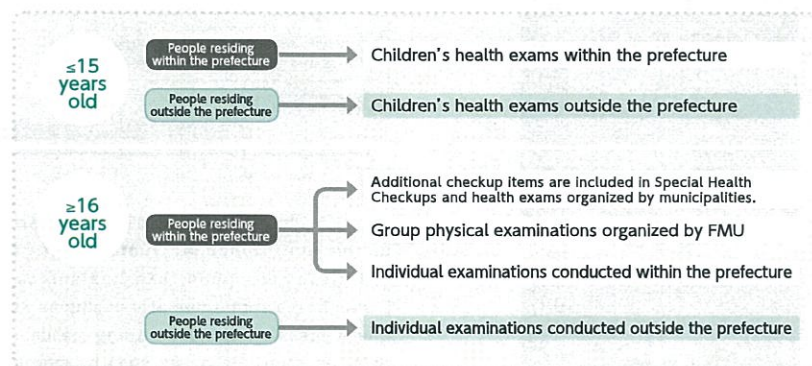 ≤15
years
old
People residing
within the prefecture
Children's health exams within the prefecture
People residing
outside the prefecture
Children's health exams outside the prefecture
≥16
years
old
People residing
within the prefecture
Additional checkup items are included in Special Health
Checkups and health exams organized by municipalities.
Group physical examinations organized by FMU
Individual examinations conducted within the prefecture
People residing
outside the prefecture
Individual examinations conducted outside the prefecture